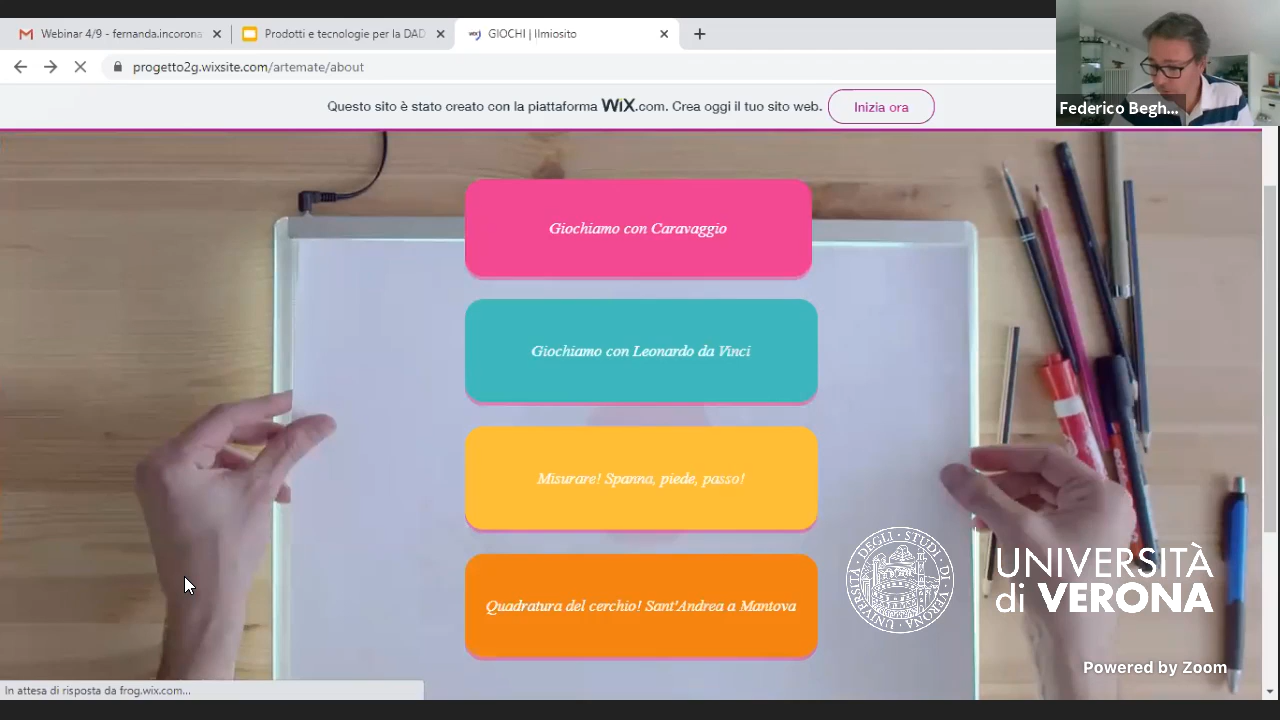 Webinar 4/9 - fernanda.incorona
Prodotti e tecnologie per la DAD
GIOCHI | Ilmiosito
progetto2g.wixsite.com/artemate/about
Questo sito è stato creato con la piattaforma WiX.com. Crea oggi il tuo sito web.
Inizia ora
Federico Begh...
Giochiamo con Caravaggio
Giochiamo con Leonardo da Vinci
Misurare! Spanna, piede, passo!
Quadratura del cerchio! Sant'Andrea a Mantova
UNIVERSITÀ
di VERONA
Powered by Zoom
In attesa di risposta da frog.wix.com...